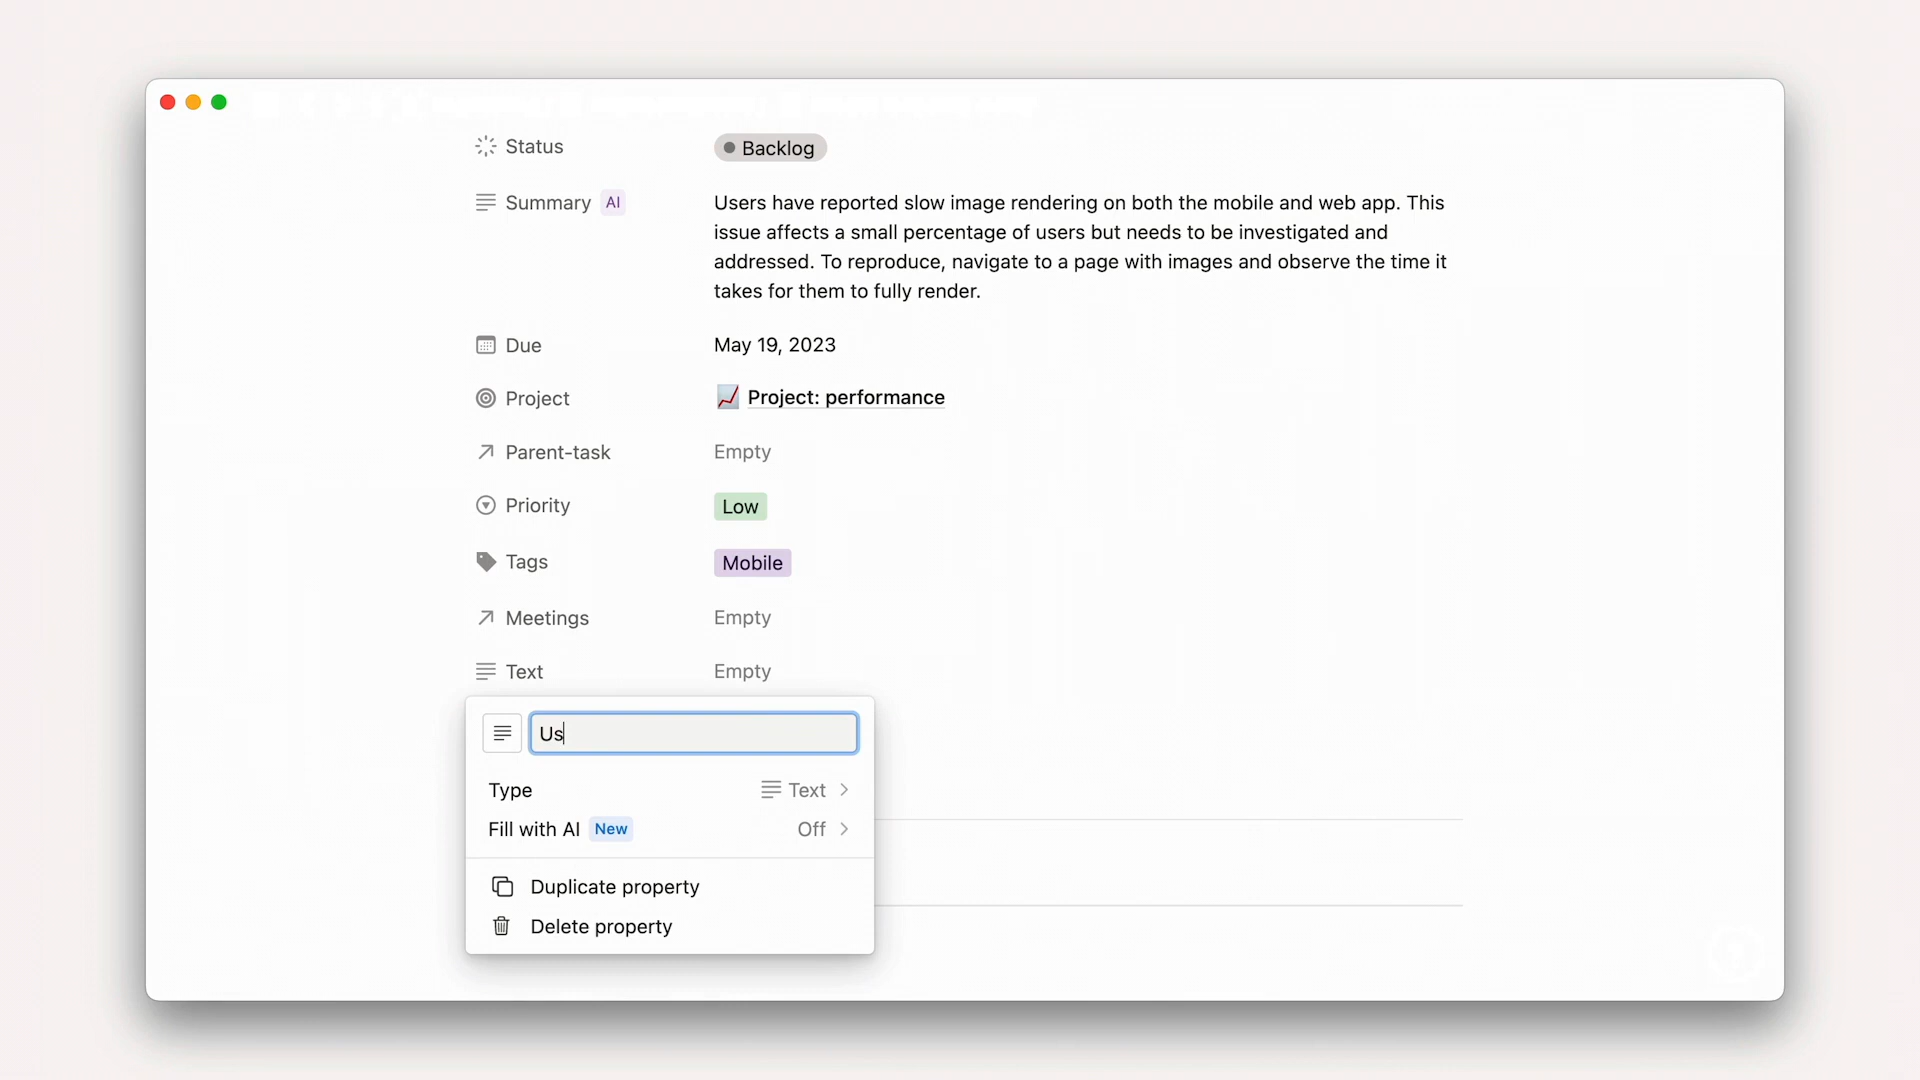 Status
Backlog
Summary AI
Users have reported slow image rendering on both the mobile and web app. This
issue affects a small percentage of users but needs to be investigated and
addressed. To reproduce, navigate to a page with images and observe the time it
takes for them to fully render.
Due
May 19, 2023
Project
Project: performance
Parent-task
Empty
Priority
Low
Tags
Mobile
Meetings
Empty
Text
Empty
Us
Type
Text
Fill with AI New
Off
Duplicate property
Delete property